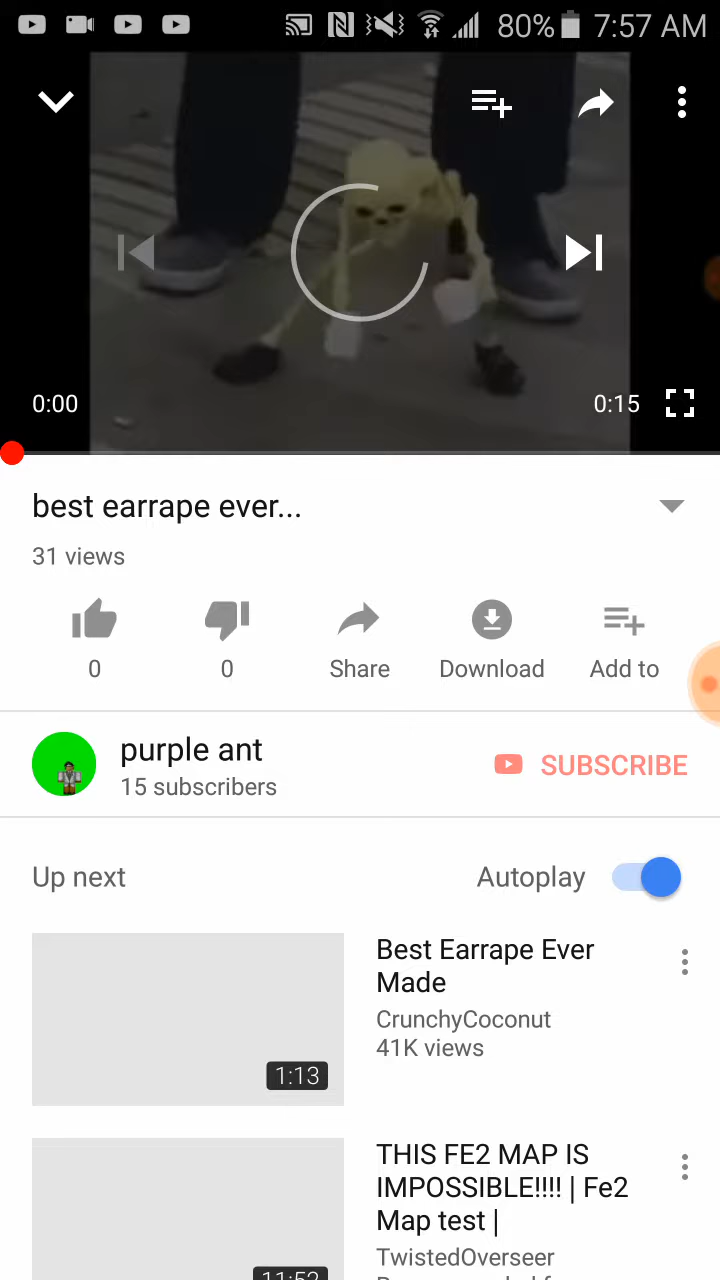 80% 7:57 AM
0:00
0:15
best earrape ever...
31 views
0
0
Share
Download
Add to
purple ant
15 subscribers
SUBSCRIBE
Up next
Autoplay
1:13
Best Earrape Ever
Made
CrunchyCoconut
41K views
THIS FE2 MAP IS
IMPOSSIBLE!!!! | Fe2
Map test |
TwistedOverseer